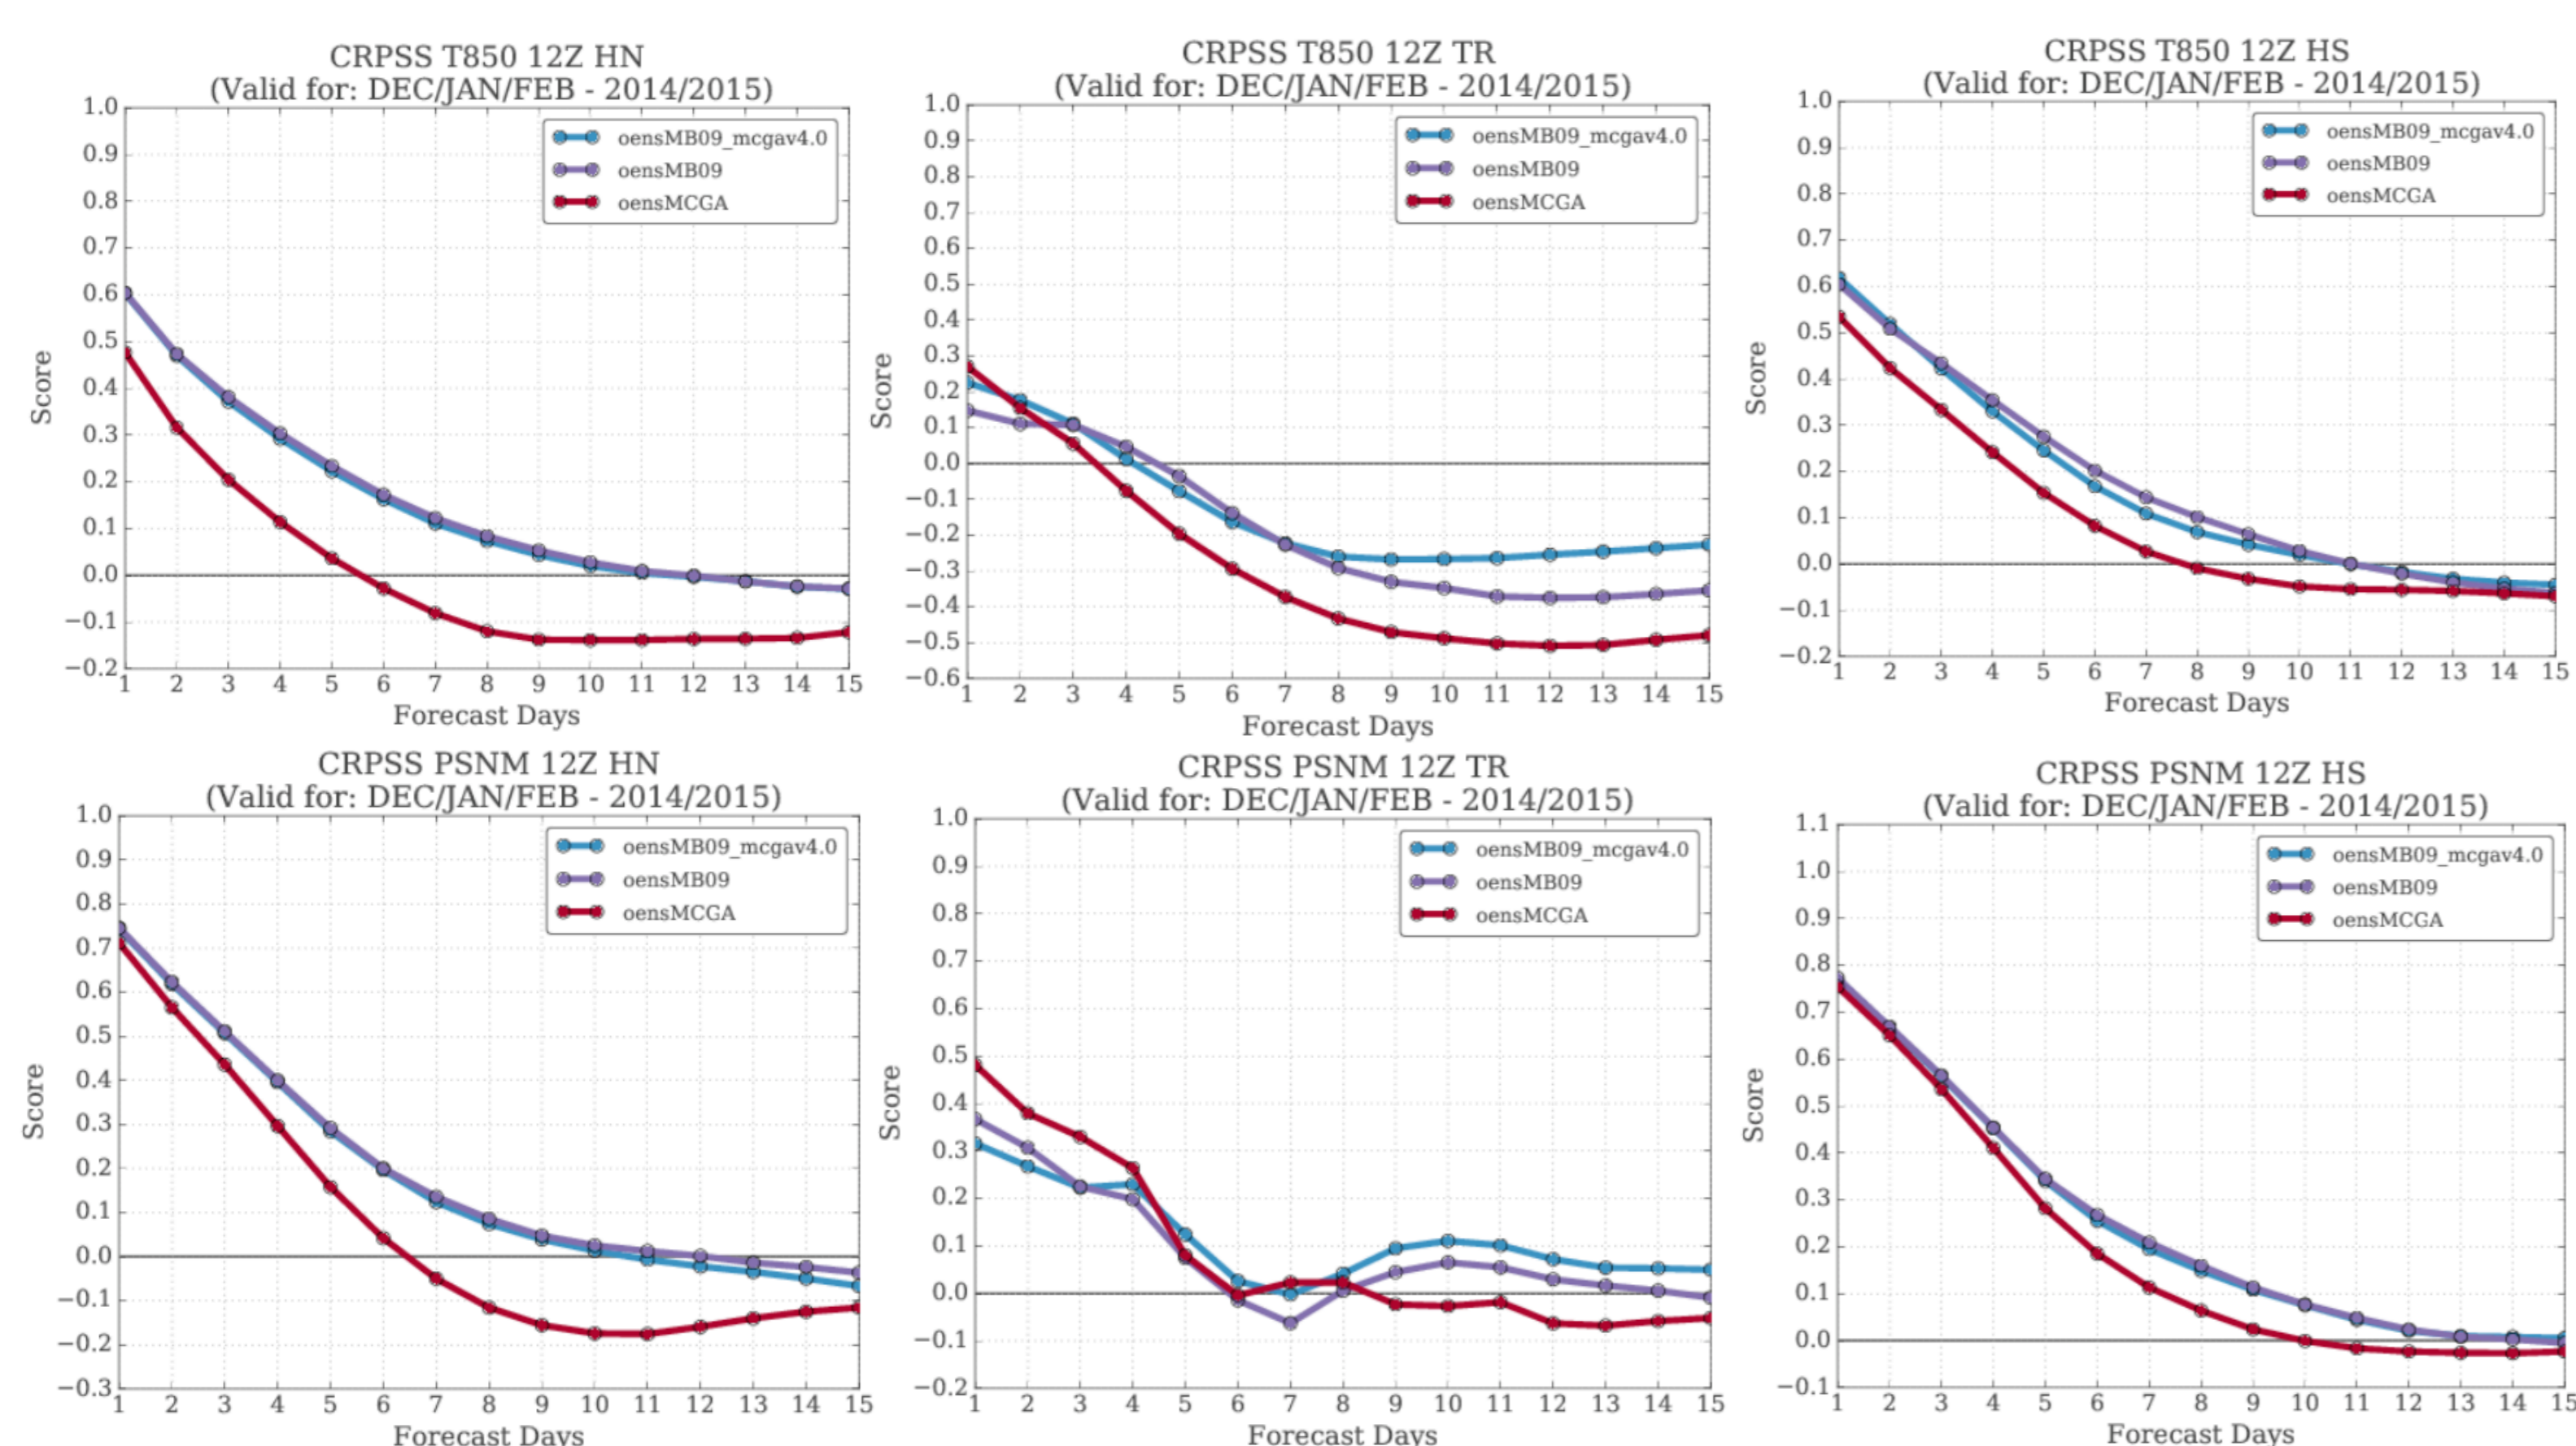 CRPSS T850 12Z HN
(Valid for: DEC/JAN/FEB - 2014/2015)
1.0
0.9
0.8
0.7
0.6
0.5
0.4
0.3
0.2
0.1
0.0
−0.1
−0.2
Score
oensMB09_mcgav4.0
oensMB09
oensMCGA
1 2 3 4 5 6 7 8 9 10 11 12 13 14 15
Forecast Days
CRPSS T850 12Z TR
(Valid for: DEC/JAN/FEB - 2014/2015)
1.0
0.9
0.8
0.7
0.6
0.5
0.4
0.3
0.2
0.1
0.0
−0.1
−0.2
−0.3
−0.4
−0.5
−0.6
Score
oensMB09_mcgav4.0
oensMB09
oensMCGA
1 2 3 4 5 6 7 8 9 10 11 12 13 14 15
Forecast Days
CRPSS T850 12Z HS
(Valid for: DEC/JAN/FEB - 2014/2015)
1.0
0.9
0.8
0.7
0.6
0.5
0.4
0.3
0.2
0.1
0.0
−0.1
−0.2
Score
oensMB09_mcgav4.0
oensMB09
oensMCGA
1 2 3 4 5 6 7 8 9 10 11 12 13 14 15
Forecast Days
CRPSS PSNM 12Z HN
(Valid for: DEC/JAN/FEB - 2014/2015)
1.0
0.9
0.8
0.7
0.6
0.5
0.4
0.3
0.2
0.1
0.0
−0.1
−0.2
−0.3
Score
oensMB09_mcgav4.0
oensMB09
oensMCGA
1 2 3 4 5 6 7 8 9 10 11 12 13 14 15
Forecast Days
CRPSS PSNM 12Z TR
(Valid for: DEC/JAN/FEB - 2014/2015)
1.0
0.9
0.8
0.7
0.6
0.5
0.4
0.3
0.2
0.1
0.0
−0.1
−0.2
Score
oensMB09_mcgav4.0
oensMB09
oensMCGA
1 2 3 4 5 6 7 8 9 10 11 12 13 14 15
Forecast Days
CRPSS PSNM 12Z HS
(Valid for: DEC/JAN/FEB - 2014/2015)
1.1
1.0
0.9
0.8
0.7
0.6
0.5
0.4
0.3
0.2
0.1
0.0
−0.1
Score
oensMB09_mcgav4.0
oensMB09
oensMCGA
1 2 3 4 5 6 7 8 9 10 11 12 13 14 15
Forecast Days